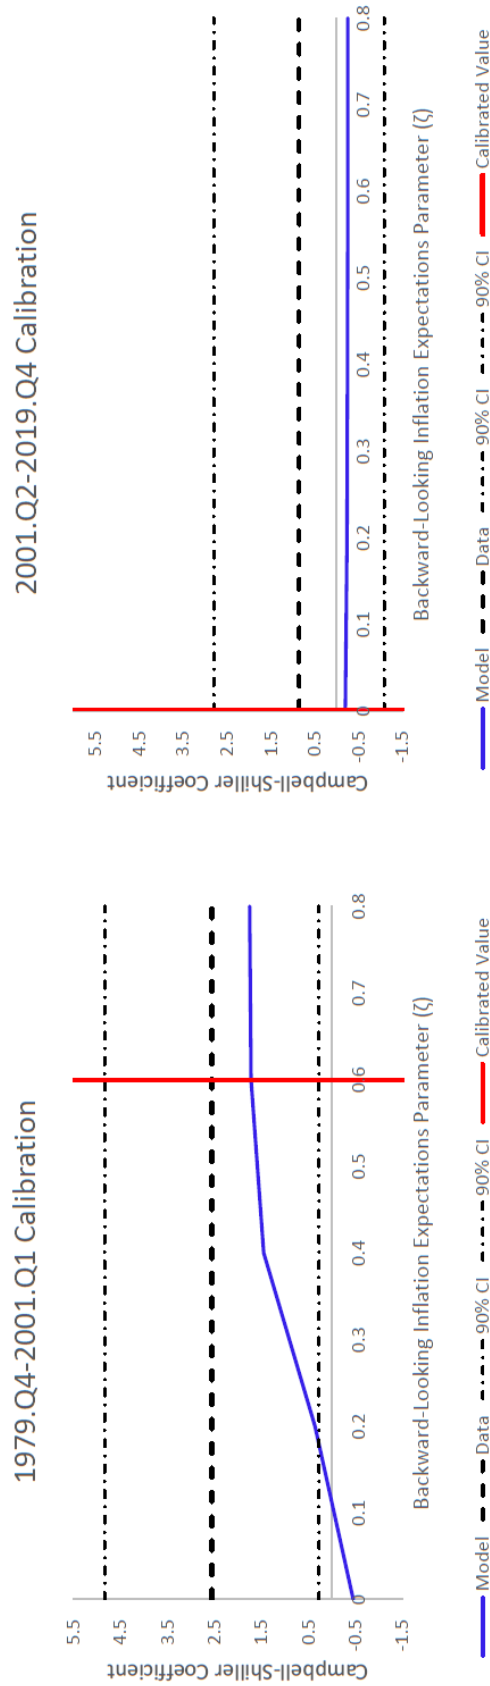 1979.Q4-2001.Q1 Calibration
Campbell-Shiller Coefficient
5.5
4.5
3.5
2.5
1.5
0.5
-0.5
-1.5
0 0.1 0.2 0.3 0.4 0.5 0.6 0.7 0.8
Backward-Looking Inflation Expectations Parameter (ζ)
Model Data 90% CI 90% CI Calibrated Value
2001.Q2-2019.Q4 Calibration
Campbell-Shiller Coefficient
5.5
4.5
3.5
2.5
1.5
0.5
-0.5
-1.5
0 0.1 0.2 0.3 0.4 0.5 0.6 0.7 0.8
Backward-Looking Inflation Expectations Parameter (ζ)
Model Data 90% CI 90% CI Calibrated Value